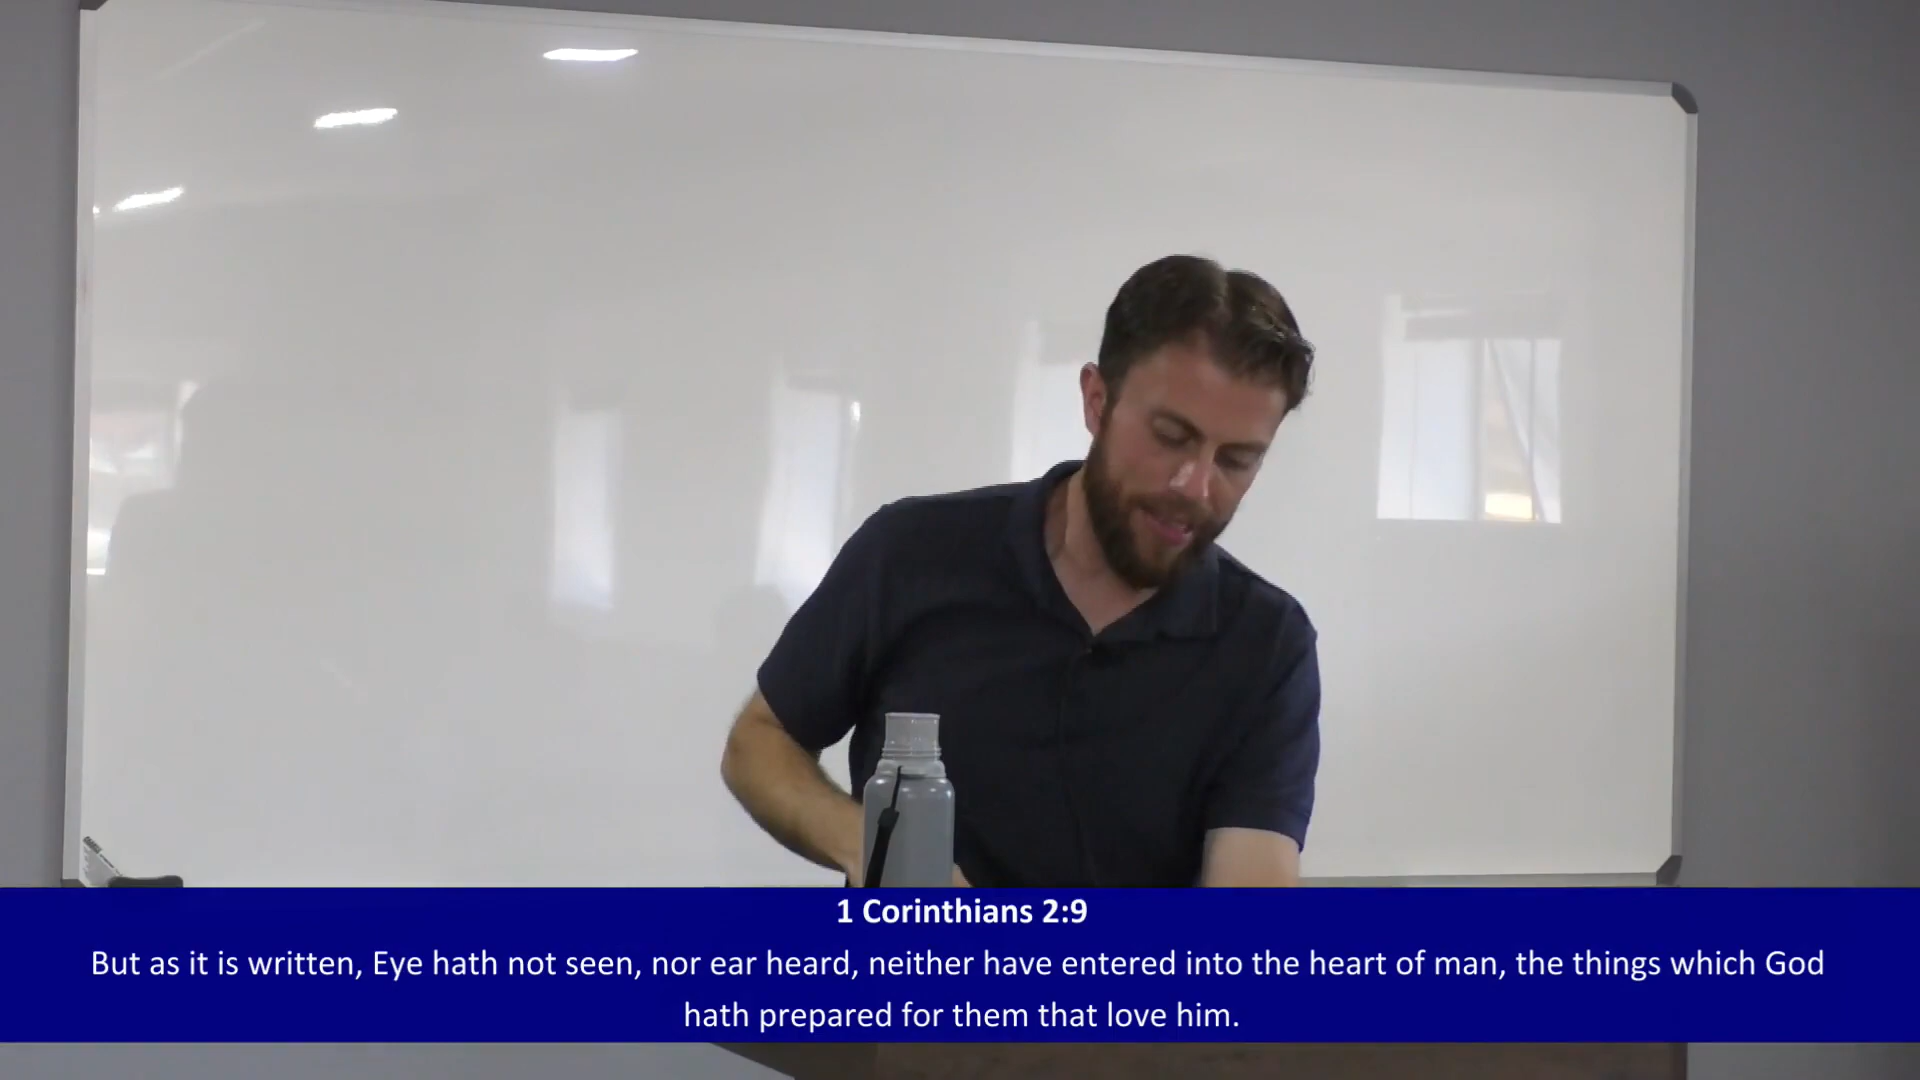 1 Corinthians 2:9
But as it is written, Eye hath not seen, nor ear heard, neither have entered into the heart of man, the things which God
hath prepared for them that love him.